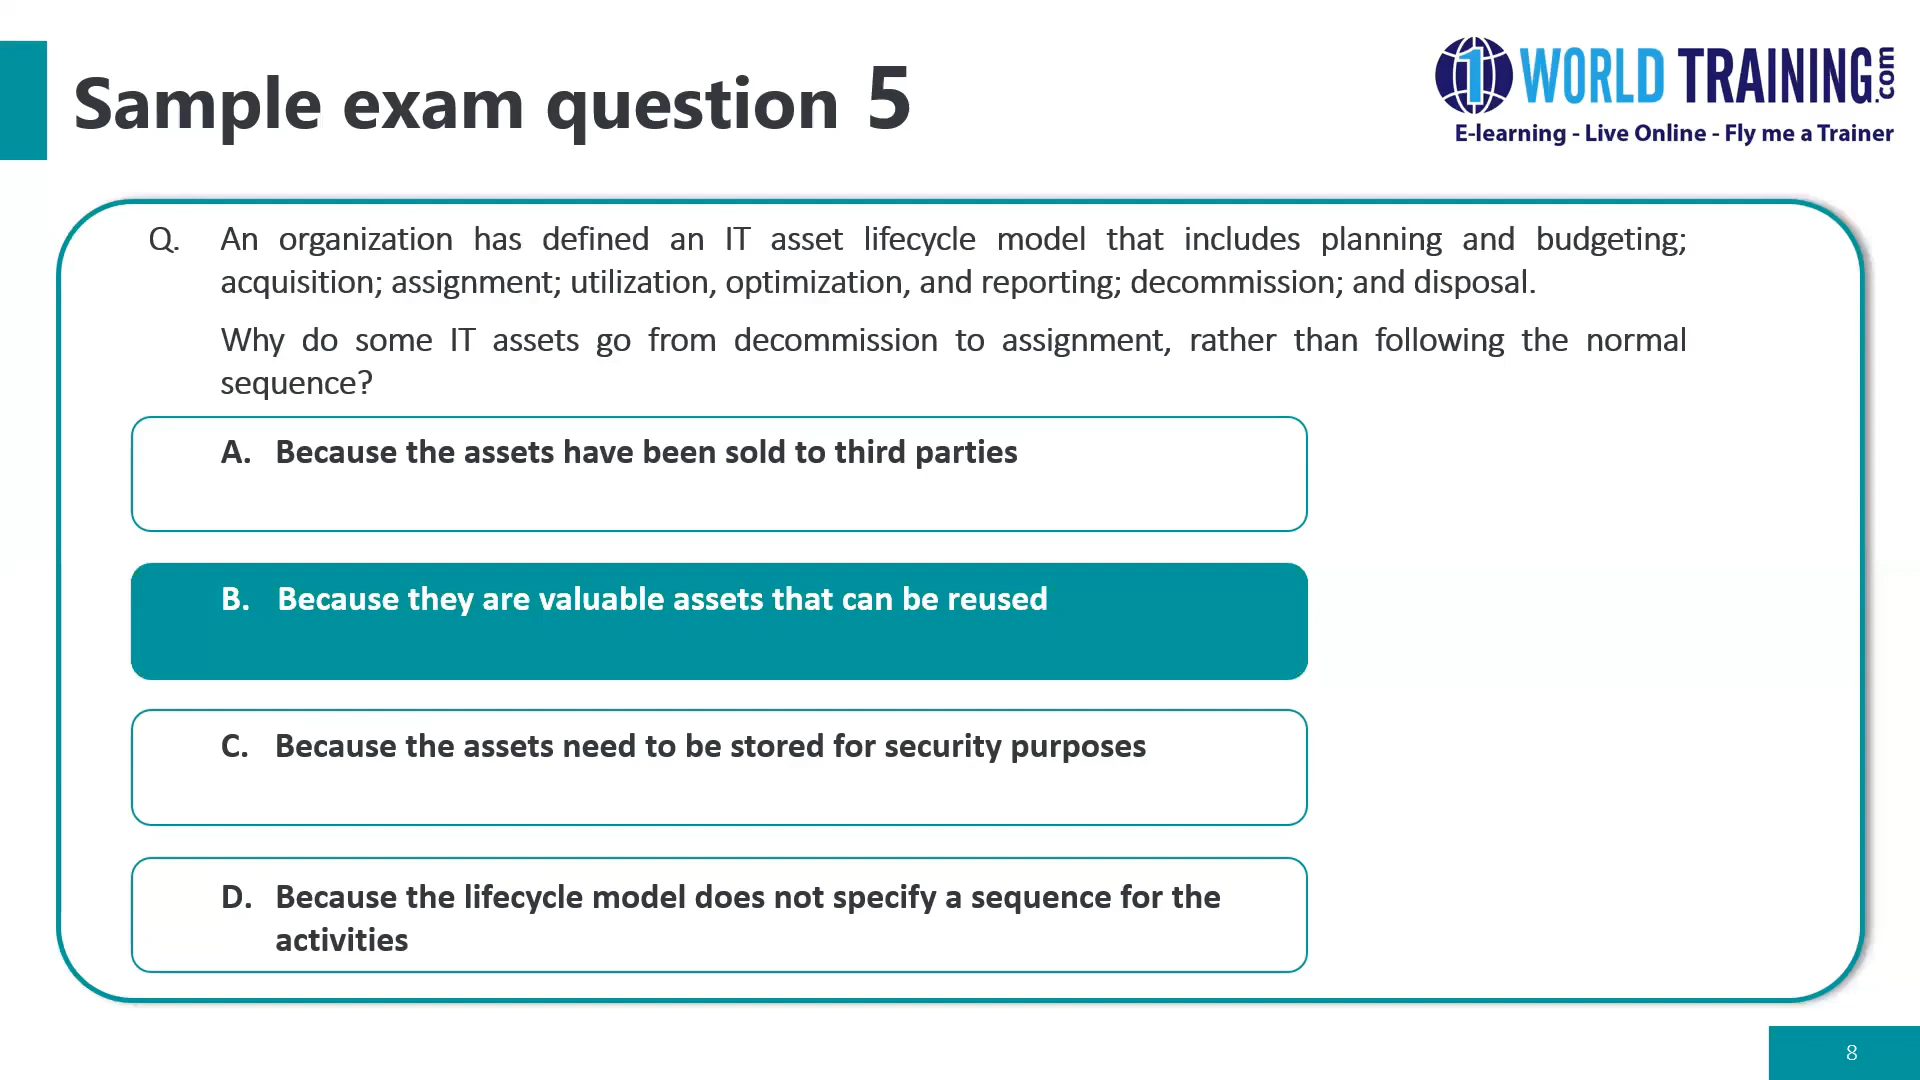 Sample exam question 5
1 WORLD TRAINING.com
E-learning - Live Online - Fly me a Trainer
Q. An organization has defined an IT asset lifecycle model that includes planning and budgeting;
acquisition; assignment; utilization, optimization, and reporting; decommission; and disposal.
Why do some IT assets go from decommission to assignment, rather than following the normal
sequence?
A. Because the assets have been sold to third parties
B. Because they are valuable assets that can be reused
C. Because the assets need to be stored for security purposes
D. Because the lifecycle model does not specify a sequence for the
activities
8